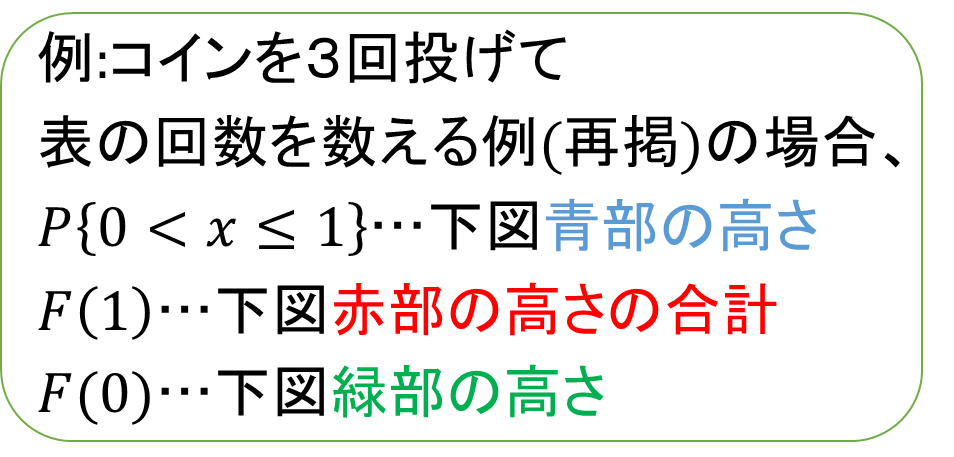 例:コインを３回投げて
表の回数を数える例(再掲)の場合、
P{0 < x ≤ 1}…下図青部の高さ
F(1)…下図赤部の高さの合計
F(0)…下図緑部の高さ